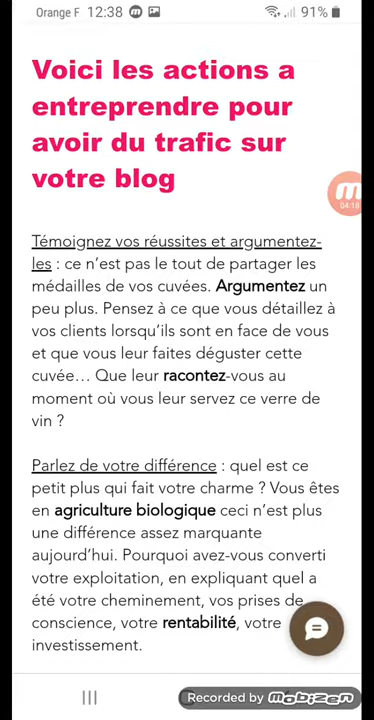 Orange F 12:38 91%
Voici les actions a
entreprendre pour
avoir du trafic sur
votre blog
04:18
Témoignez vos réussites et argumentez-
les : ce n’est pas le tout de partager les
médailles de vos cuvées. Argumentez un
peu plus. Pensez à ce que vous détaillez à
vos clients lorsqu’ils sont en face de vous
et que vous leur faites déguster cette
cuvée… Que leur racontez-vous au
moment où vous leur servez ce verre de
vin ?
Parlez de votre différence : quel est ce
petit plus qui fait votre charme ? Vous êtes
en agriculture biologique ceci n’est plus
une différence assez marquante
aujourd’hui. Pourquoi avez-vous converti
votre exploitation, en expliquant quel a
été votre cheminement, vos prises de
conscience, votre rentabilité, votre
investissement.
Recorded by mobizen